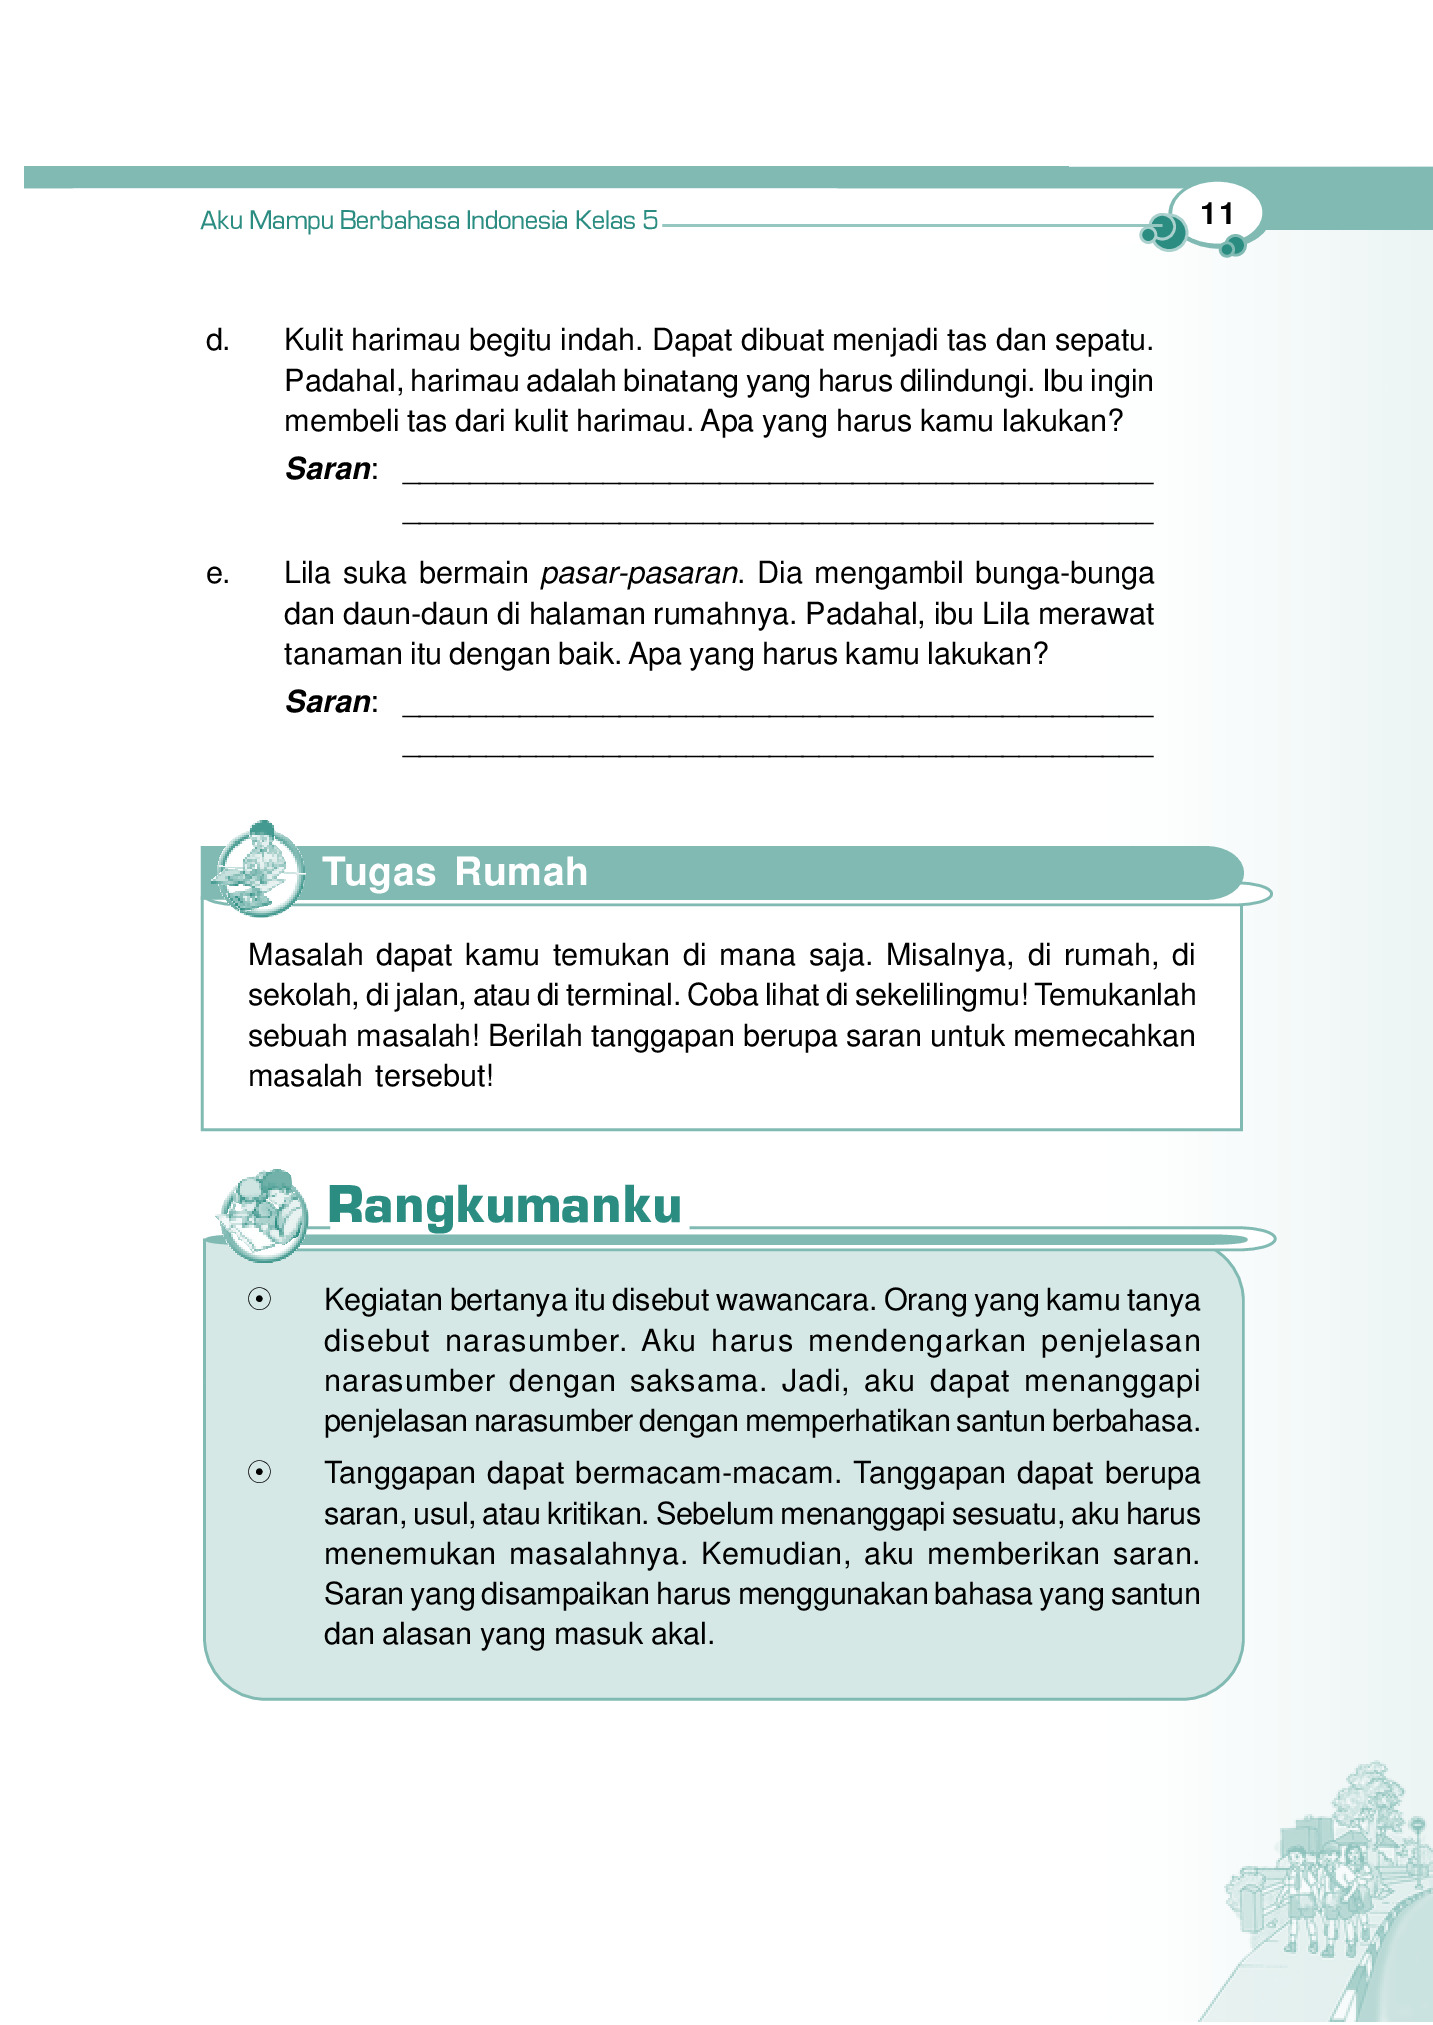 Aku Mampu Berbahasa Indonesia Kelas 5
11
d. Kulit harimau begitu indah. Dapat dibuat menjadi tas dan sepatu.
Padahal, harimau adalah binatang yang harus dilindungi. Ibu ingin
membeli tas dari kulit harimau. Apa yang harus kamu lakukan?
Saran: _______________________________________________
_______________________________________________
e. Lila suka bermain pasar-pasaran. Dia mengambil bunga-bunga
dan daun-daun di halaman rumahnya. Padahal, ibu Lila merawat
tanaman itu dengan baik. Apa yang harus kamu lakukan?
Saran: _______________________________________________
_______________________________________________
Tugas Rumah
Masalah dapat kamu temukan di mana saja. Misalnya, di rumah, di
sekolah, di jalan, atau di terminal. Coba lihat di sekelilingmu! Temukanlah
sebuah masalah! Berilah tanggapan berupa saran untuk memecahkan
masalah tersebut!
Rangkumanku
Kegiatan bertanya itu disebut wawancara. Orang yang kamu tanya
disebut narasumber. Aku harus mendengarkan penjelasan
narasumber dengan saksama. Jadi, aku dapat menanggapi
penjelasan narasumber dengan memperhatikan santun berbahasa.
Tanggapan dapat bermacam-macam. Tanggapan dapat berupa
saran, usul, atau kritikan. Sebelum menanggapi sesuatu, aku harus
menemukan masalahnya. Kemudian, aku memberikan saran.
Saran yang disampaikan harus menggunakan bahasa yang santun
dan alasan yang masuk akal.